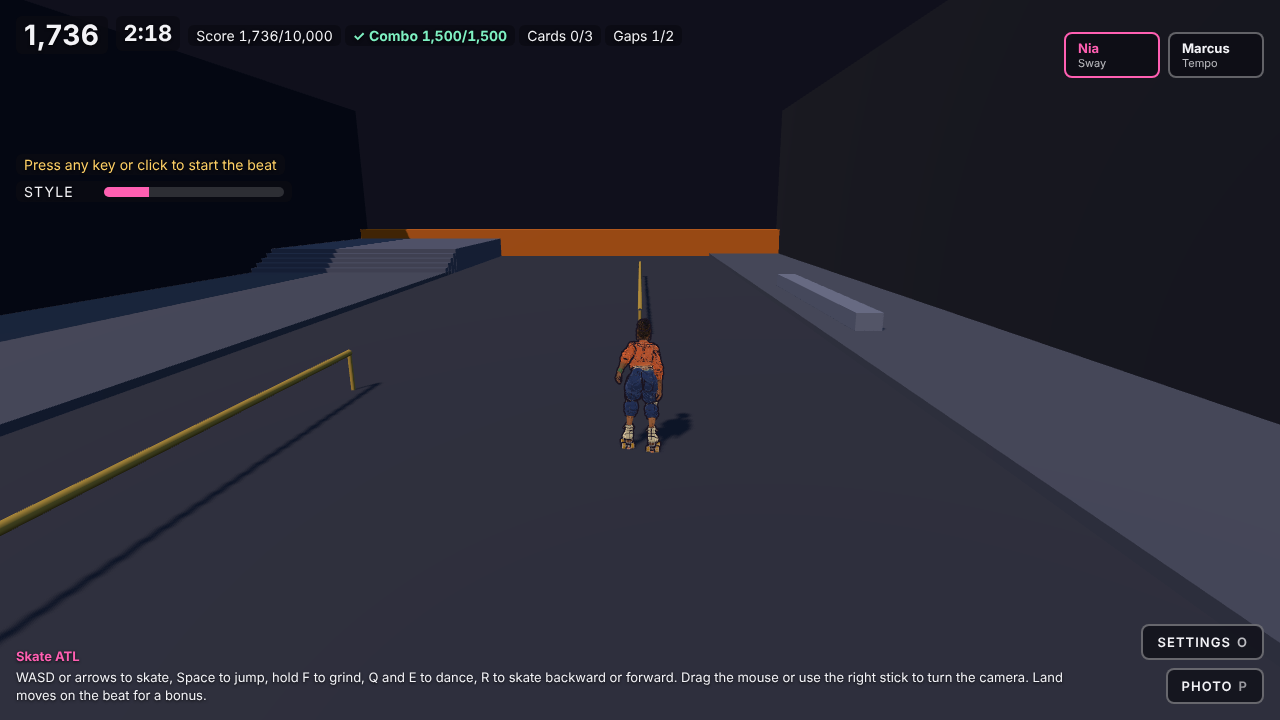 1,736
2:18
Score 1,736/10,000
✓ Combo 1,500/1,500
Cards 0/3
Gaps 1/2
Nia
Sway
Marcus
Tempo
Press any key or click to start the beat
STYLE
Skate ATL
WASD or arrows to skate, Space to jump, hold F to grind, Q and E to dance, R to skate backward or forward. Drag the mouse or use the right stick to turn the camera. Land
moves on the beat for a bonus.
SETTINGS O
PHOTO P